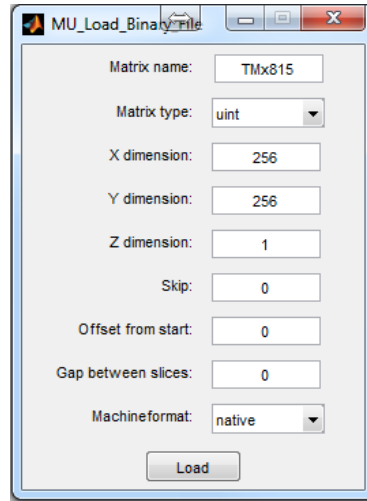 MU_Load_Binary_File
Matrix name: TMx815
Matrix type: uint
X dimension: 256
Y dimension: 256
Z dimension: 1
Skip: 0
Offset from start: 0
Gap between slices: 0
Machineformat: native
Load